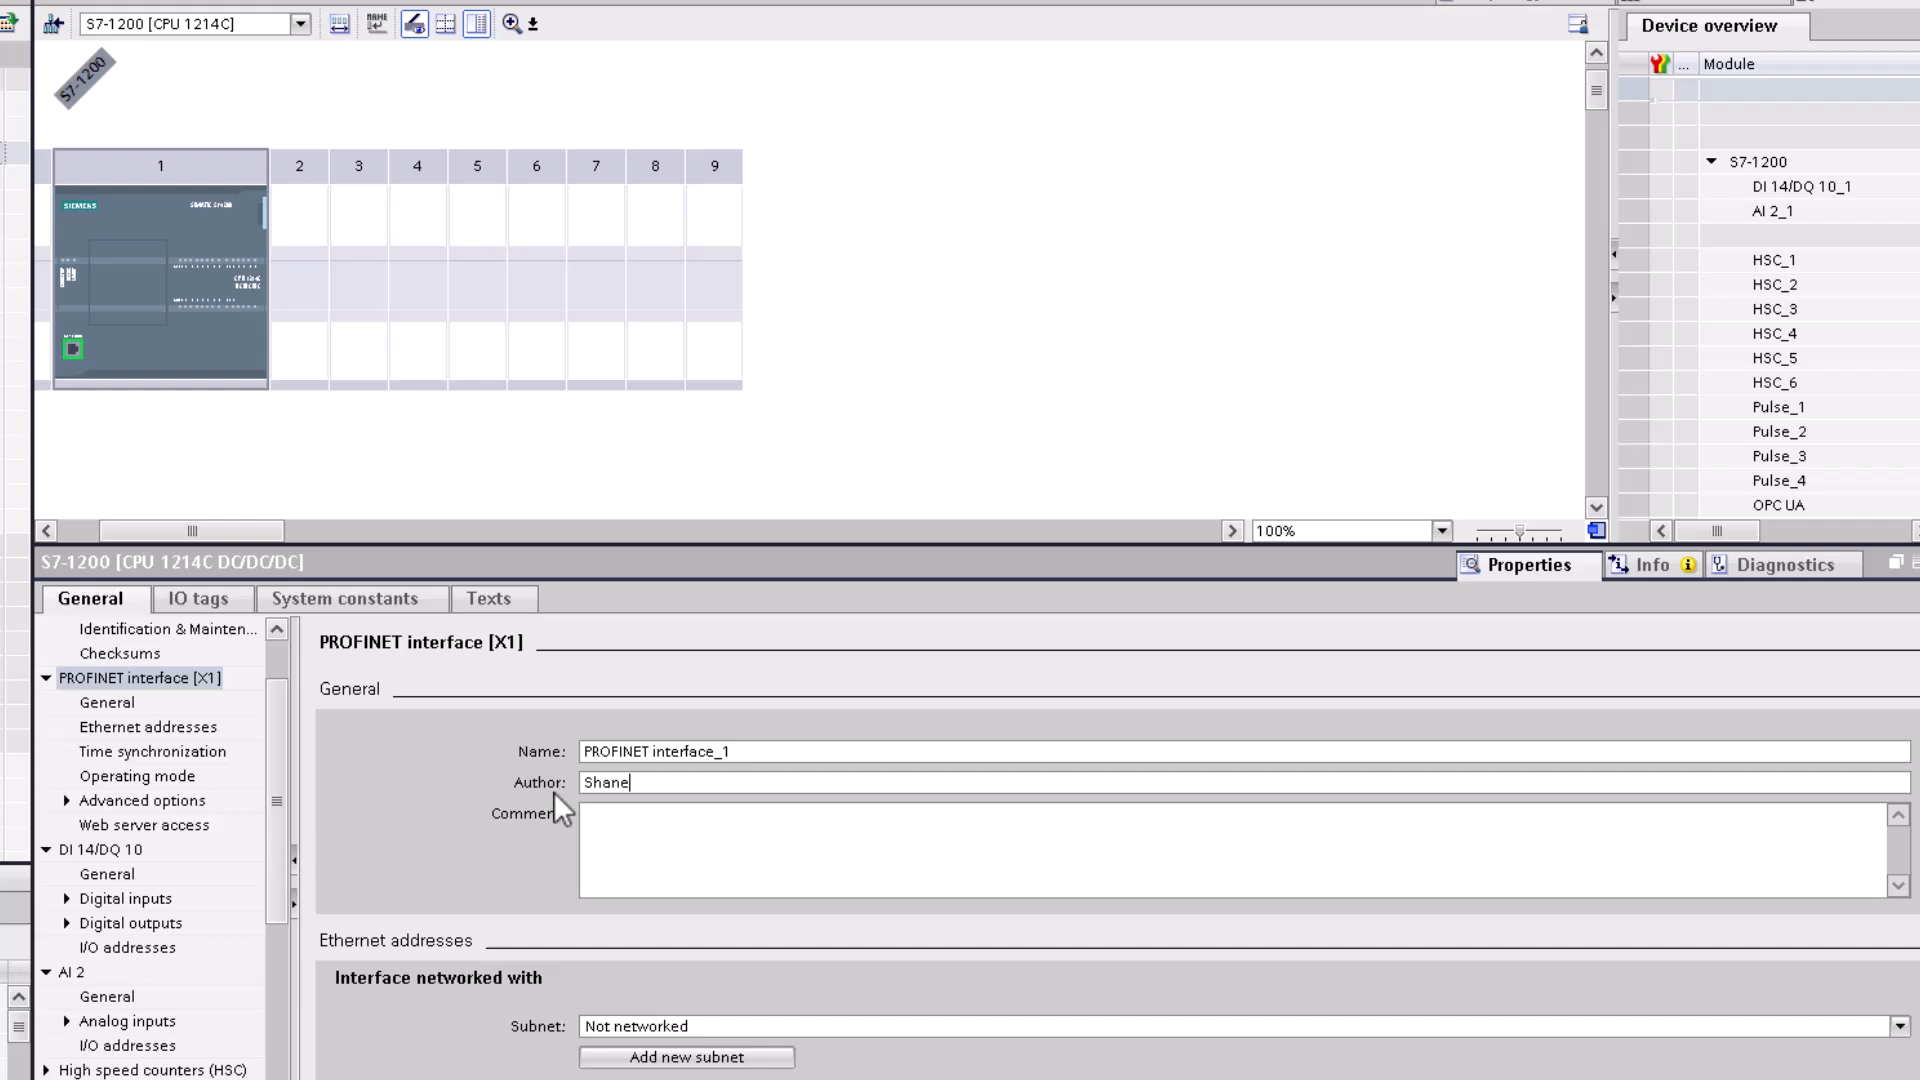 S7-1200 [CPU 1214C]
Device overview
... Module
S7-1200
1 2 3 4 5 6 7 8 9
SIEMENS
S7-1200
DI 14/DQ 10_1
AI 2_1
HSC_1
HSC_2
HSC_3
HSC_4
HSC_5
HSC_6
Pulse_1
Pulse_2
Pulse_3
Pulse_4
OPC UA
100%
S7-1200 [CPU 1214C DC/DC/DC]
Properties Info Diagnostics
General IO tags System constants Texts
Identification & Mainten...
Checksums
PROFINET interface [X1]
General
Ethernet addresses
Time synchronization
Operating mode
Advanced options
Web server access
DI 14/DQ 10
General
Digital inputs
Digital outputs
I/O addresses
AI 2
General
Analog inputs
I/O addresses
High speed counters (HSC)
PROFINET interface [X1]
General
Name: PROFINET interface_1
Author: Shane
Commen
Ethernet addresses
Interface networked with
Subnet: Not networked
Add new subnet